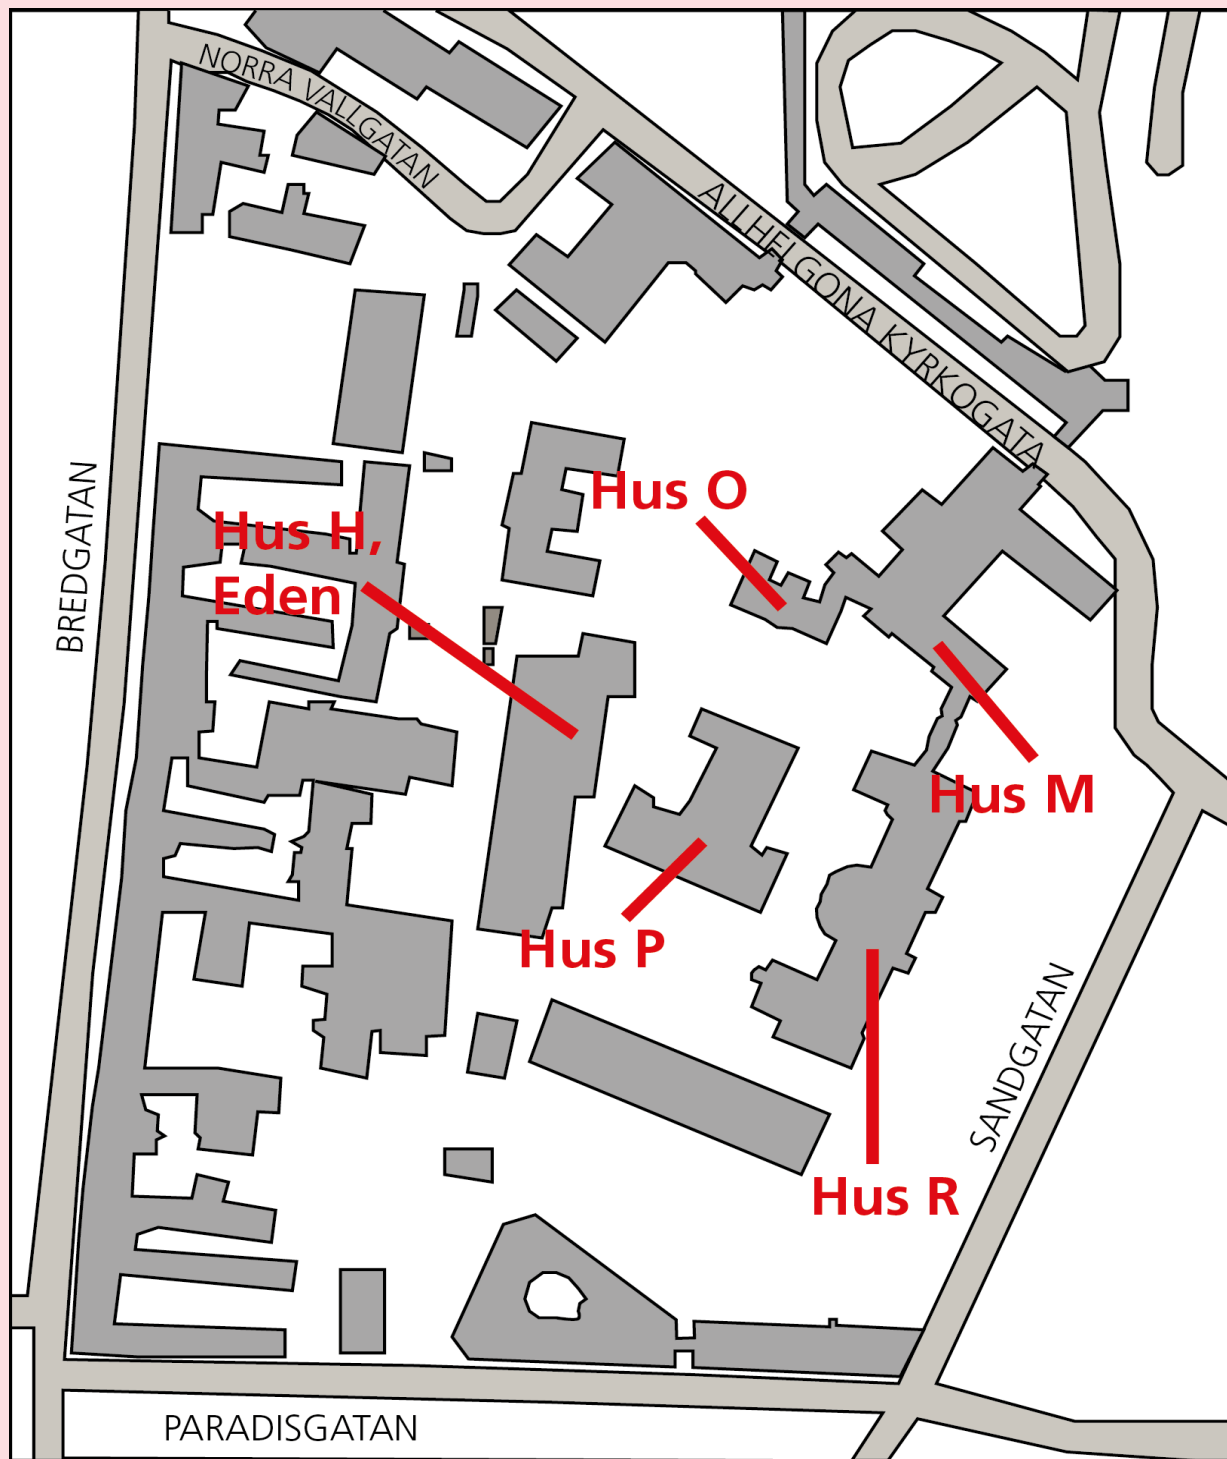 NORRA VALLGATAN
ALLHELGONA KYRKOGATA
BREDGATAN
Hus O
Hus H,
Eden
Hus M
Hus P
SANDGATAN
Hus R
PARADISGATAN